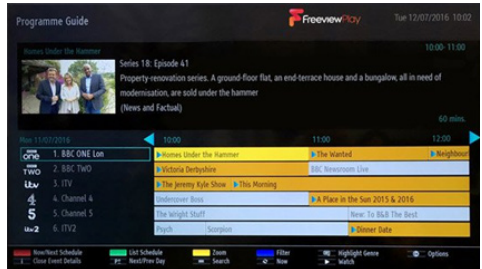 Programme Guide
FreeviewPlay
Tue 12/07/2016 10:02
Homes Under the Hammer
10:00- 11:00
Series 18: Episode 41
Property-renovation series. A ground-floor flat, an end-terrace house and a bungalow, all in need of
modernisation, are sold under the hammer
(News and Factual)
60 mins.
Mon 11/07/2016
10:00
11:00
12:00
BBC one 1. BBC ONE Lon
Homes Under the Hammer
The Wanted
Neighbour
BBC TWO 2. BBC TWO
Victoria Derbyshire
BBC Newsroom Live
itv 3. ITV
The Jeremy Kyle Show
This Morning
4 4. Channel 4
Undercover Boss
A Place in the Sun 2015 & 2016
5 5. Channel 5
The Wright Stuff
New: To B&B The Best
itv2 6. ITV2
Psych
Scorpion
Dinner Date
Now/Next Schedule
List Schedule
Zoom
Filter
Highlight Genre
Options
Close Event Details
P+ Next/Prev Day
Search
Now
Watch